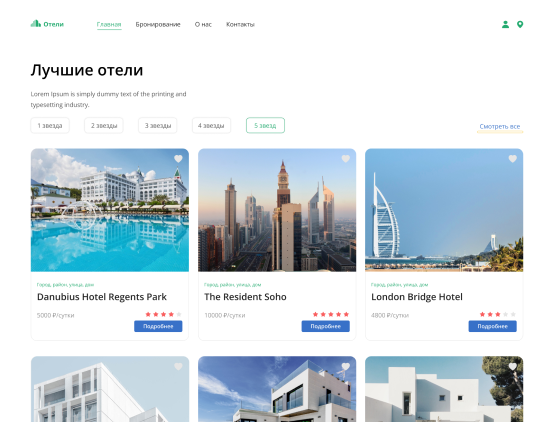 Отели
Главная Бронирование О нас Контакты
Лучшие отели
Lorem Ipsum is simply dummy text of the printing and
typesetting industry.
1 звезда 2 звезды 3 звезды 4 звезды 5 звезд
Смотреть все
Город, район, улица, дом
Danubius Hotel Regents Park
5000 ₽/сутки
Подробнее
Город, район, улица, дом
The Resident Soho
10000 ₽/сутки
Подробнее
Город, район, улица, дом
London Bridge Hotel
4800 ₽/сутки
Подробнее